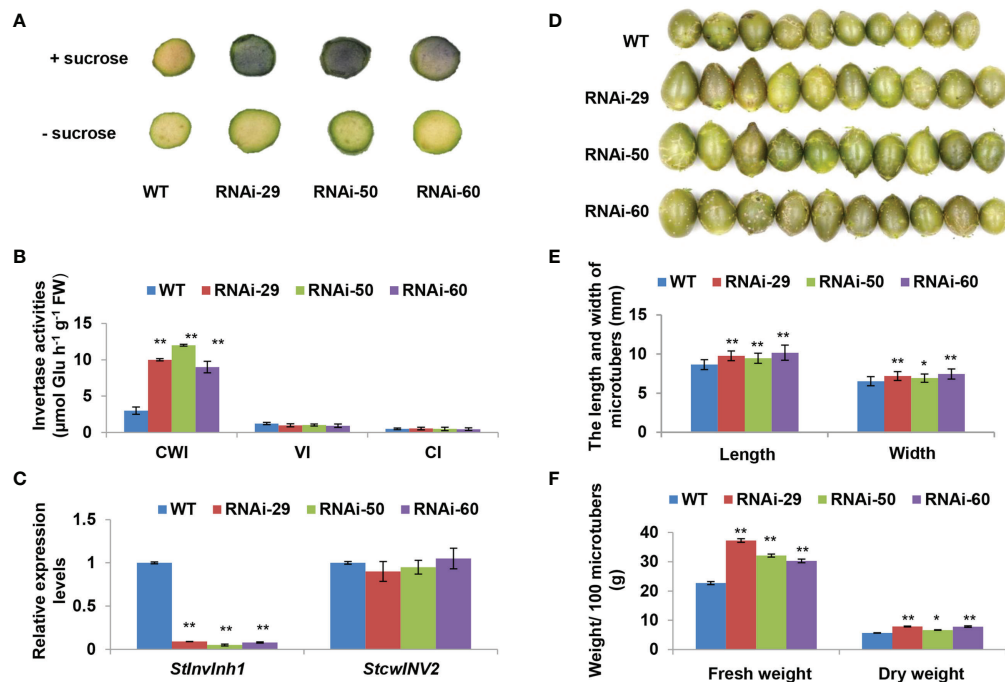 A
+ sucrose
- sucrose
WT RNAi-29 RNAi-50 RNAi-60
B
WT RNAi-29 RNAi-50 RNAi-60
Invertase activities
(µmol Glu h⁻¹ g⁻¹ FW)
15
10
5
0
** ** **
CWI VI CI
C
WT RNAi-29 RNAi-50 RNAi-60
Relative expression
levels
1.5
1
0.5
0
** ** **
StInvInh1 StcwINV2
D
WT
RNAi-29
RNAi-50
RNAi-60
E
WT RNAi-29 RNAi-50 RNAi-60
The length and width of
microtubers (mm)
15
10
5
0
** ** **
** * **
Length Width
F
WT RNAi-29 RNAi-50 RNAi-60
Weight/ 100 microtubers
(g)
40
30
20
10
0
** ** **
** * **
Fresh weight Dry weight